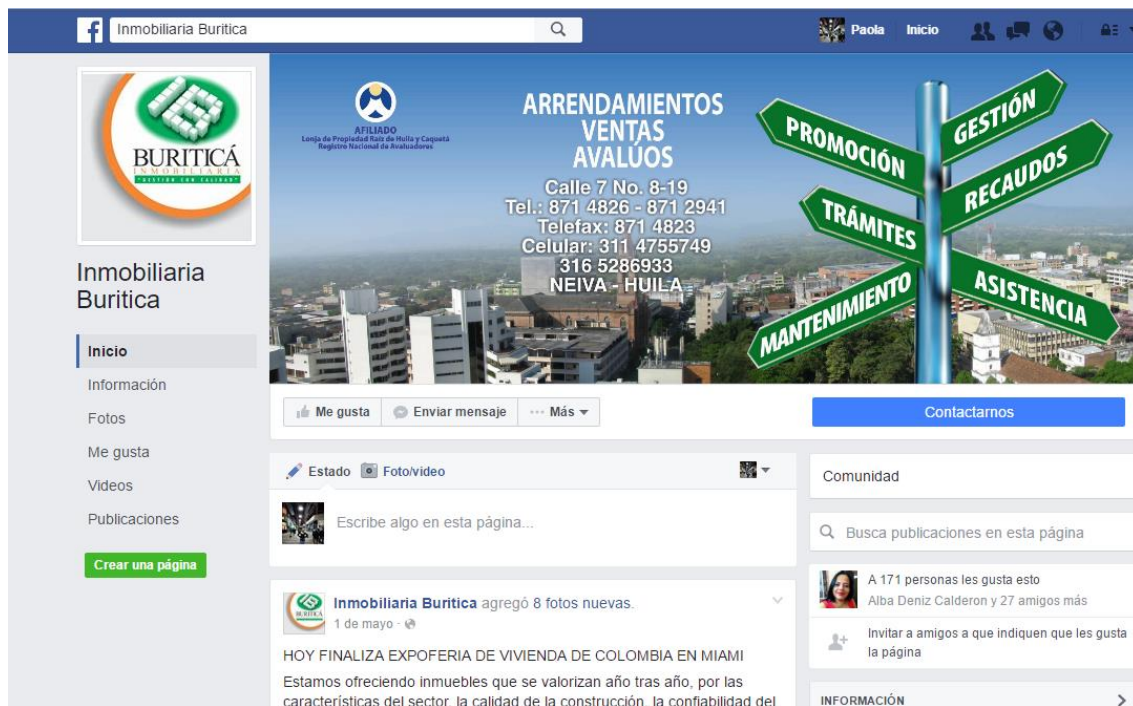 Inmobiliaria Buritica
Paola
Inicio
BURITICÁ
INMOBILIARIA
"GESTIÓN CON CALIDAD"
AFILIADO
Lonja de Propiedad Raíz de Huila y Caquetá
Registro Nacional de Avaluadores
ARRENDAMIENTOS
VENTAS
AVALÚOS
Calle 7 No. 8-19
Tel.: 871 4826 - 871 2941
Telefax: 871 4823
Celular: 311 4755749
316 5286933
NEIVA - HUILA
PROMOCIÓN
GESTIÓN
RECAUDOS
TRÁMITES
ASISTENCIA
MANTENIMIENTO
Inmobiliaria
Buritica
Inicio
Información
Fotos
Me gusta
Videos
Publicaciones
Crear una página
Me gusta
Enviar mensaje
Más
Contactarnos
Estado
Foto/video
Escribe algo en esta página...
Inmobiliaria Buritica agregó 8 fotos nuevas.
1 de mayo ·
HOY FINALIZA EXPOFERIA DE VIVIENDA DE COLOMBIA EN MIAMI
Estamos ofreciendo inmuebles que se valorizan año tras año, por las
características del sector, la calidad de la construcción, la confiabilidad del
Comunidad
Busca publicaciones en esta página
A 171 personas les gusta esto
Alba Deniz Calderon y 27 amigos más
Invitar a amigos a que indiquen que les gusta
la página
INFORMACIÓN